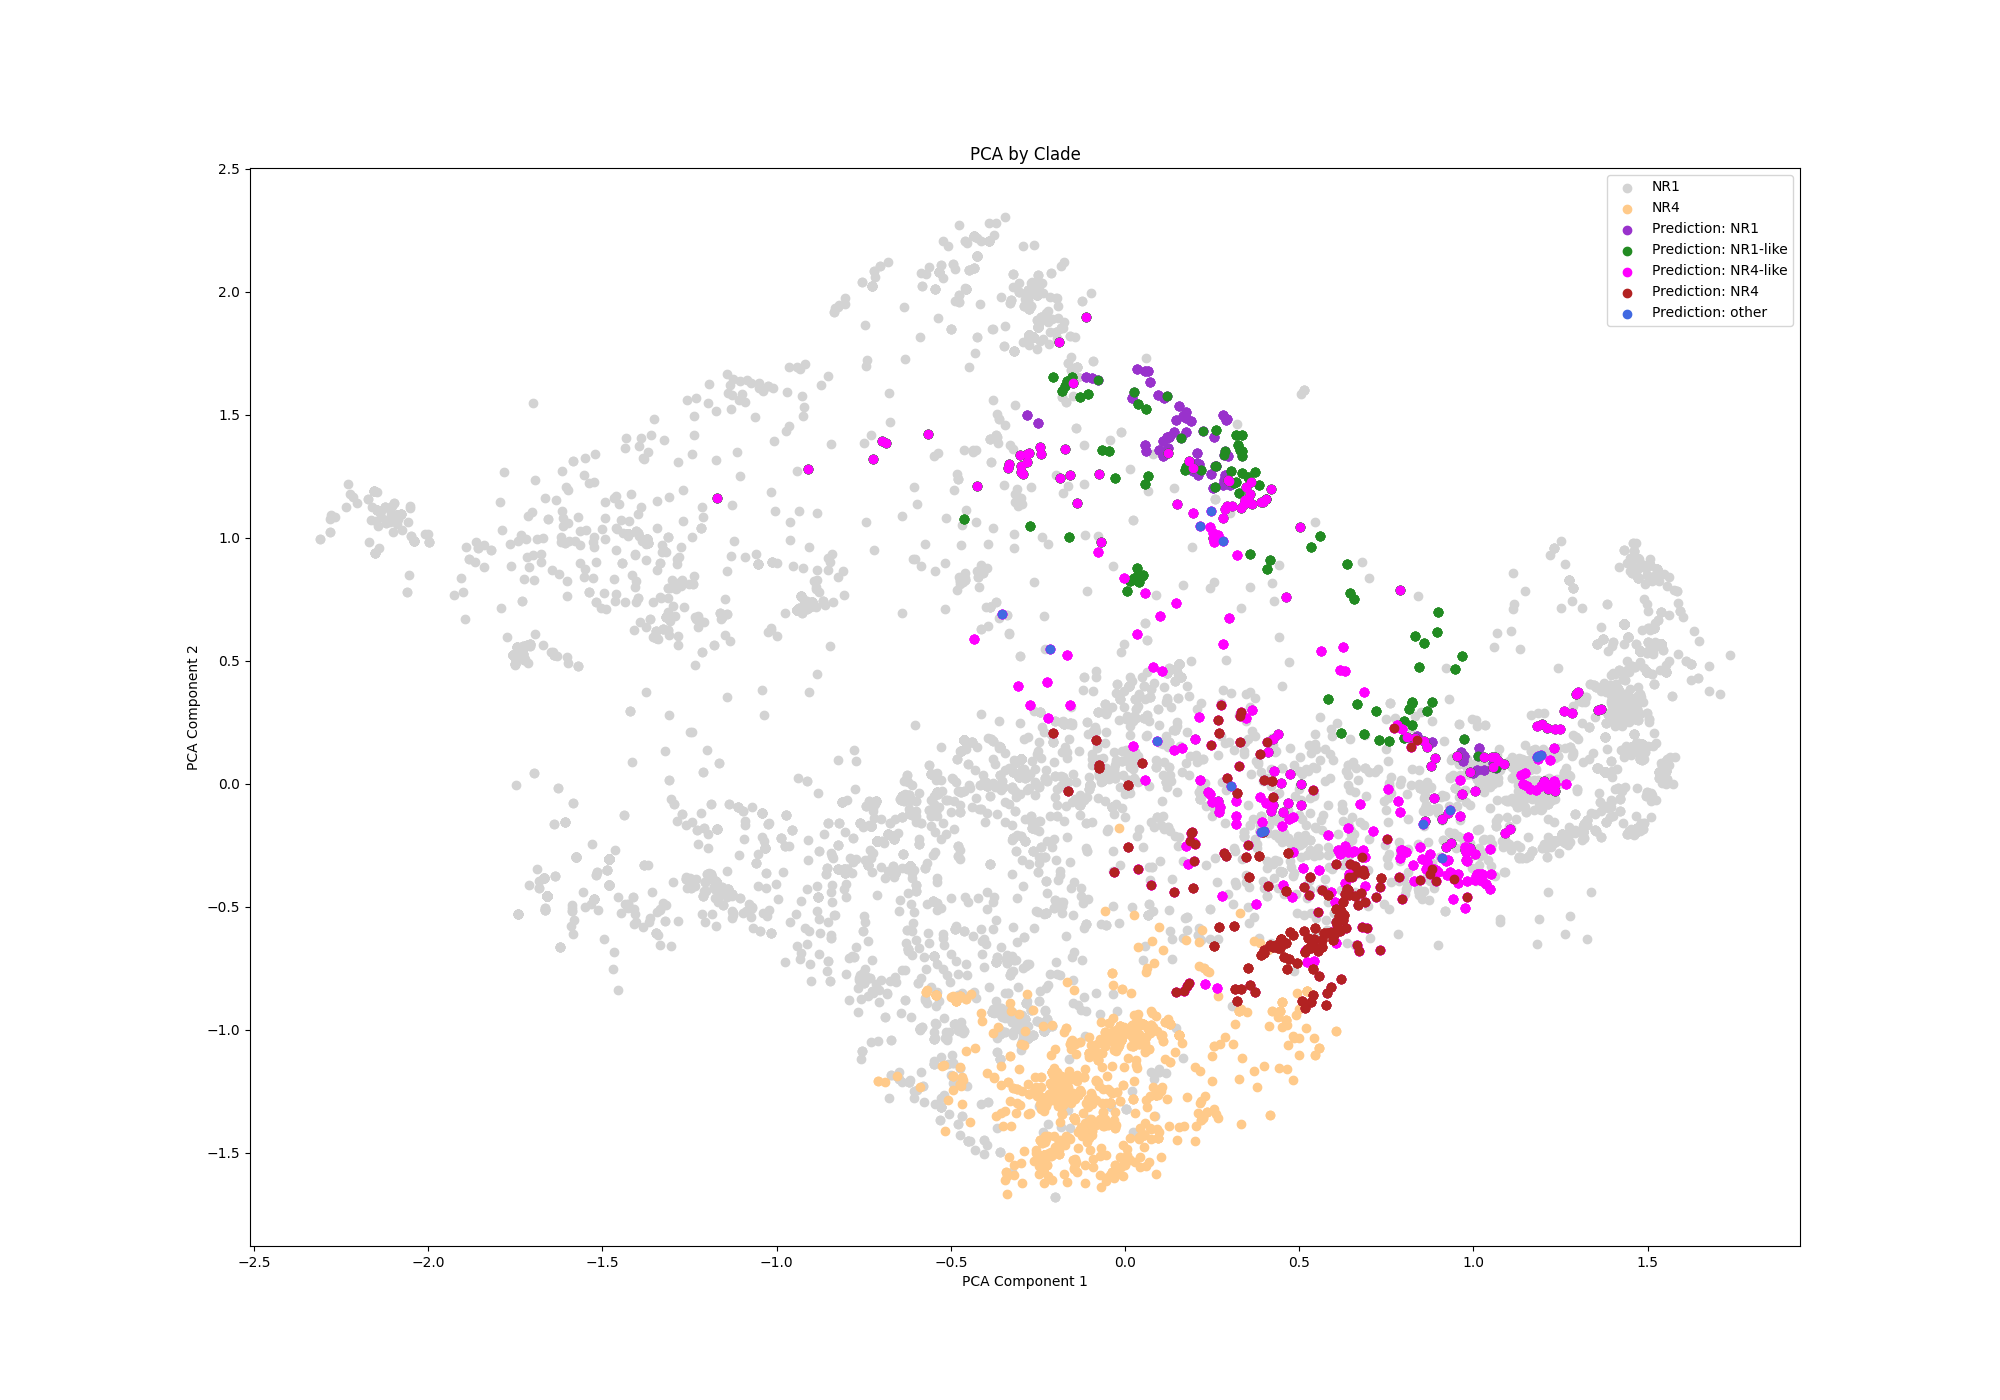 PCA by Clade
2.5
2.0
1.5
1.0
0.5
0.0
−0.5
−1.0
−1.5
PCA Component 2
NR1
NR4
Prediction: NR1
Prediction: NR1-like
Prediction: NR4-like
Prediction: NR4
Prediction: other
−2.5 −2.0 −1.5 −1.0 −0.5 0.0 0.5 1.0 1.5
PCA Component 1